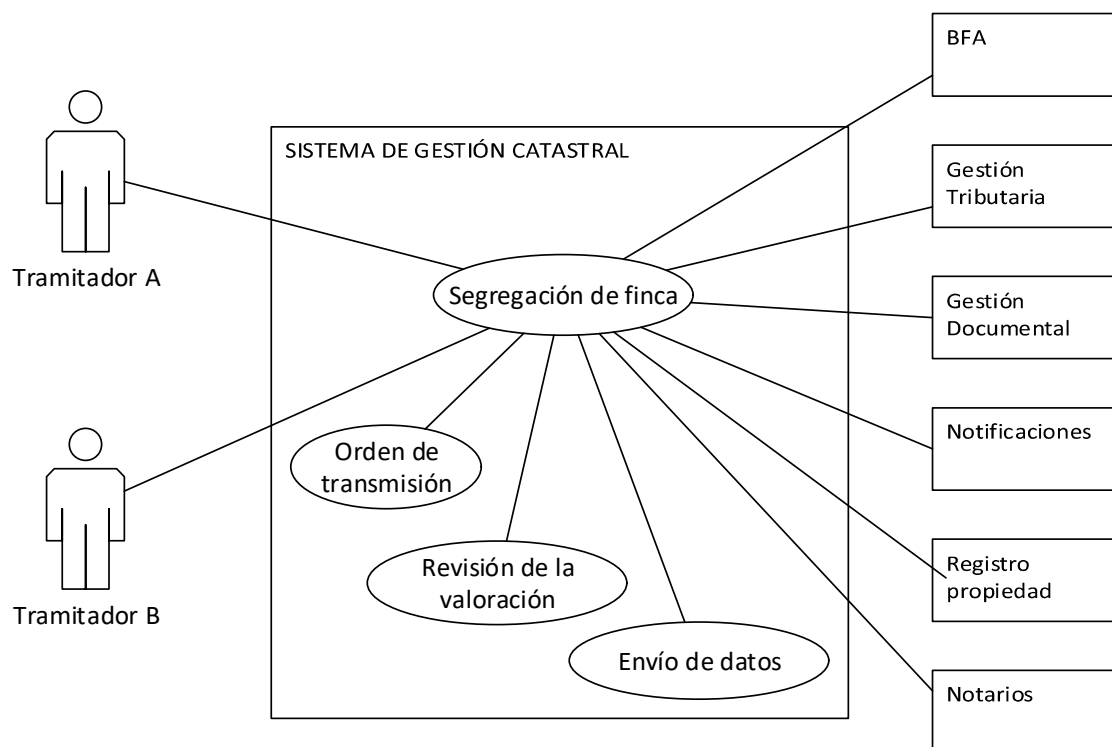 BFA
SISTEMA DE GESTIÓN CATASTRAL
Gestión
Tributaria
Tramitador A
Segregación de finca
Gestión
Documental
Orden de
transmisión
Notificaciones
Revisión de la
valoración
Registro
propiedad
Tramitador B
Envío de datos
Notarios